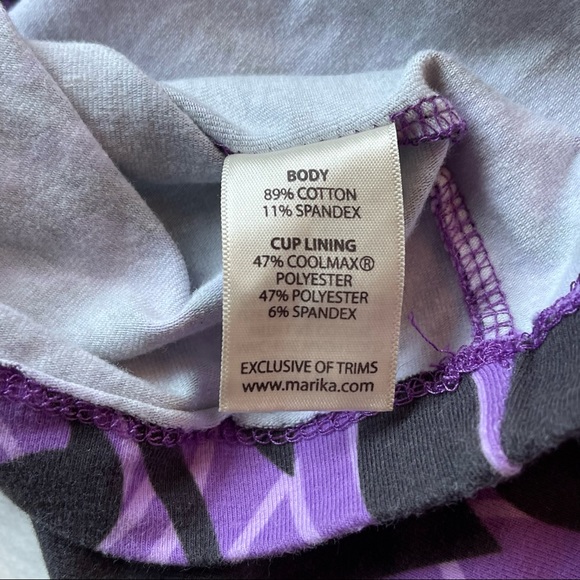 BODY
89% COTTON
11% SPANDEX
CUP LINING
47% COOLMAX®
POLYESTER
47% POLYESTER
6% SPANDEX
EXCLUSIVE OF TRIMS
www.marika.com